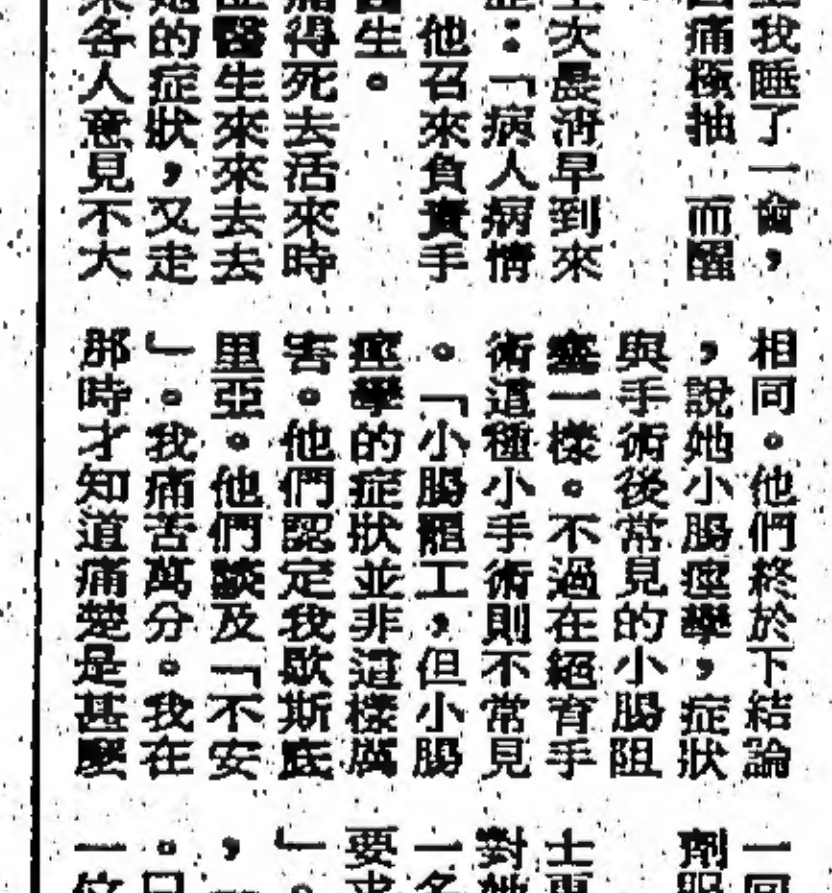 我睡了一會，
痛極抽 而醒
次晨清早到來
：「病人病情
他召來負責手
生。
得死去活來時
醫生來來去去
的症狀，又走
各人意見不大
相同。他們終於下結論
，說她小腸痙攣，症狀
與手術後常見的小腸阻
塞一樣。不過在絕育手
術這種小手術則不常見
。「小腸罷工，但小腸
痙攣的症狀並非這樣厲
害。他們認定我歇斯底
里亞。他們談及「不安
」。我痛苦萬分。我在
那時才知道痛楚是甚麼
一
劑
士
對
一
要
」。
，
。
一